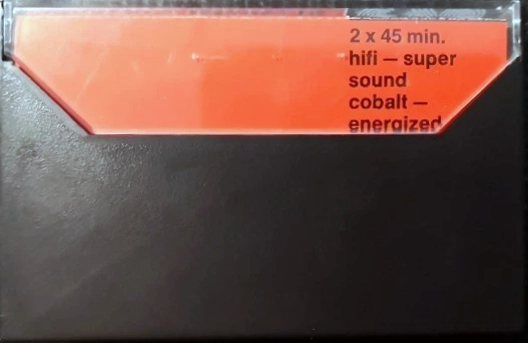 2 x 45 min.
hifi – super
sound
cobalt –
energized